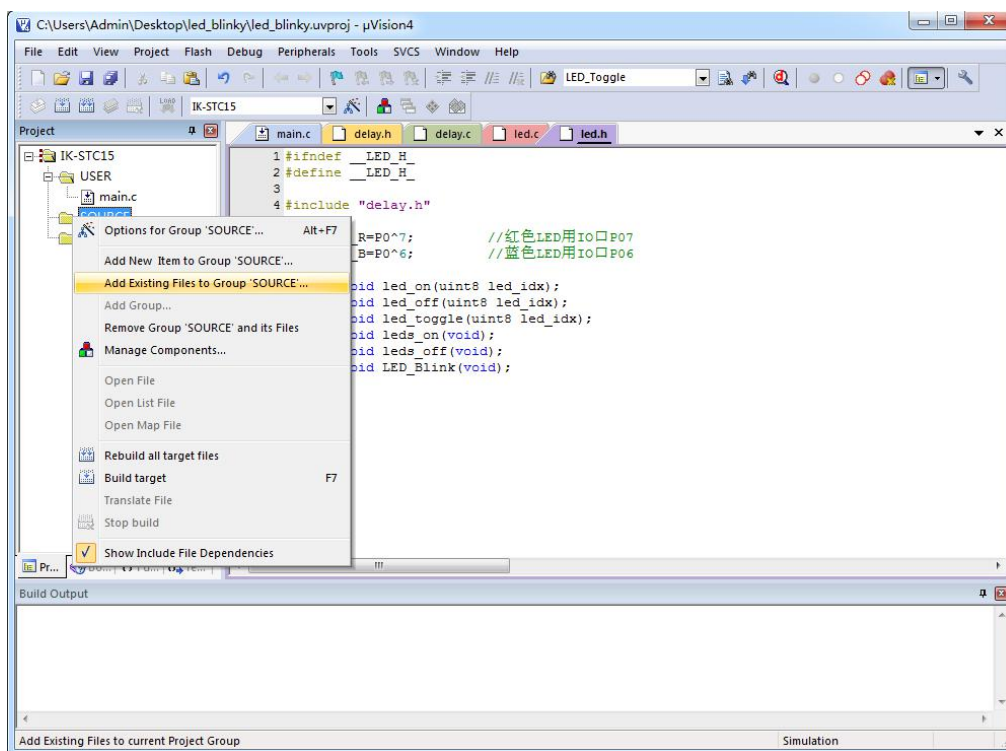 C:\Users\Admin\Desktop\led_blinky\led_blinky.uvproj - µVision4
File Edit View Project Flash Debug Peripherals Tools SVCS Window Help
LED_Toggle
LOAD IK-STC15
Project
main.c delay.h delay.c led.c led.h
IK-STC15
USER
main.c
SOURCE
1 #ifndef __LED_H_
2 #define __LED_H_
3
4 #include "delay.h"
_R=P0^7; //红色LED用IO口P07
_B=P0^6; //蓝色LED用IO口P06
oid led_on(uint8 led_idx);
oid led_off(uint8 led_idx);
oid led_toggle(uint8 led_idx);
oid leds_on(void);
oid leds_off(void);
oid LED_Blink(void);
Options for Group 'SOURCE'... Alt+F7
Add New Item to Group 'SOURCE'...
Add Existing Files to Group 'SOURCE'...
Add Group...
Remove Group 'SOURCE' and its Files
Manage Components...
Open File
Open List File
Open Map File
Rebuild all target files
Build target F7
Translate File
Stop build
Show Include File Dependencies
Pr...
Build Output
Add Existing Files to current Project Group Simulation